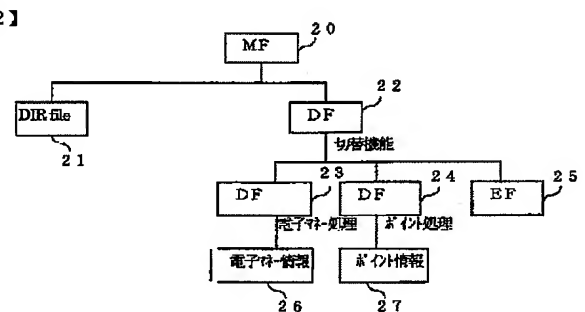 2】
20
MF
22
DIR file
DF
21
切替機能
23
24
25
DF
DF
EF
電子マネー処理
ポイント処理
電子マネー情報
ポイント情報
26
27